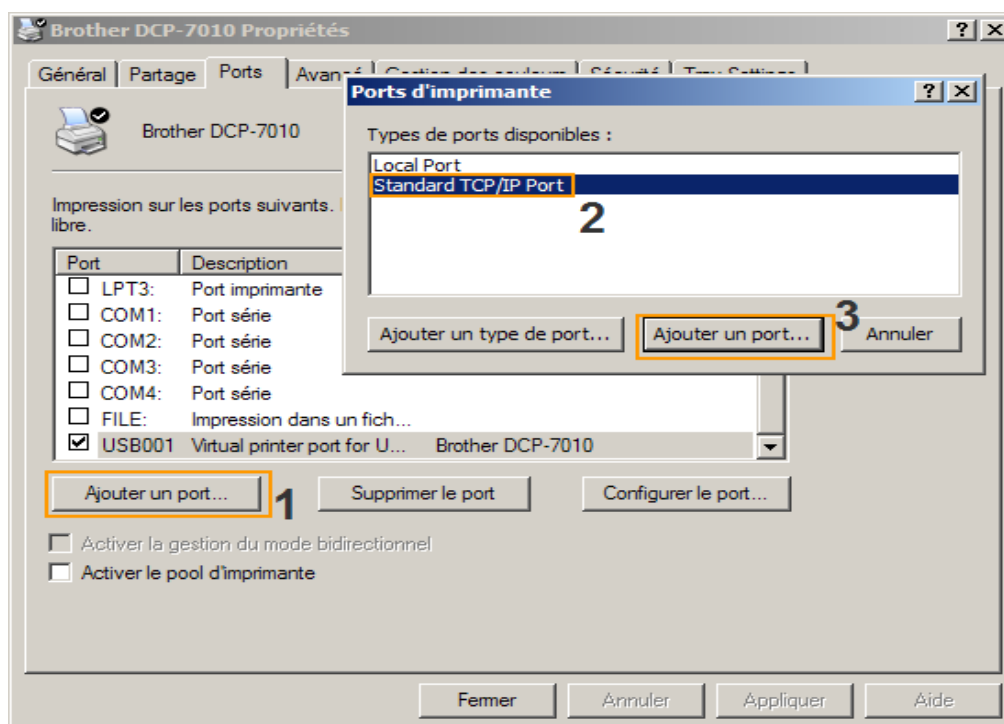 Brother DCP-7010 Propriétés
Général Partage Ports
Ports d'imprimante
Brother DCP-7010
Types de ports disponibles :
Local Port
Standard TCP/IP Port
2
Ajouter un type de port... Ajouter un port... 3 Annuler
Impression sur les ports suivants.
libre.
Port Description
LPT3: Port imprimante
COM1: Port série
COM2: Port série
COM3: Port série
COM4: Port série
FILE: Impression dans un fich...
USB001 Virtual printer port for U... Brother DCP-7010
Ajouter un port... 1 Supprimer le port Configurer le port...
Activer la gestion du mode bidirectionnel
Activer le pool d'imprimante
Fermer Annuler Appliquer Aide